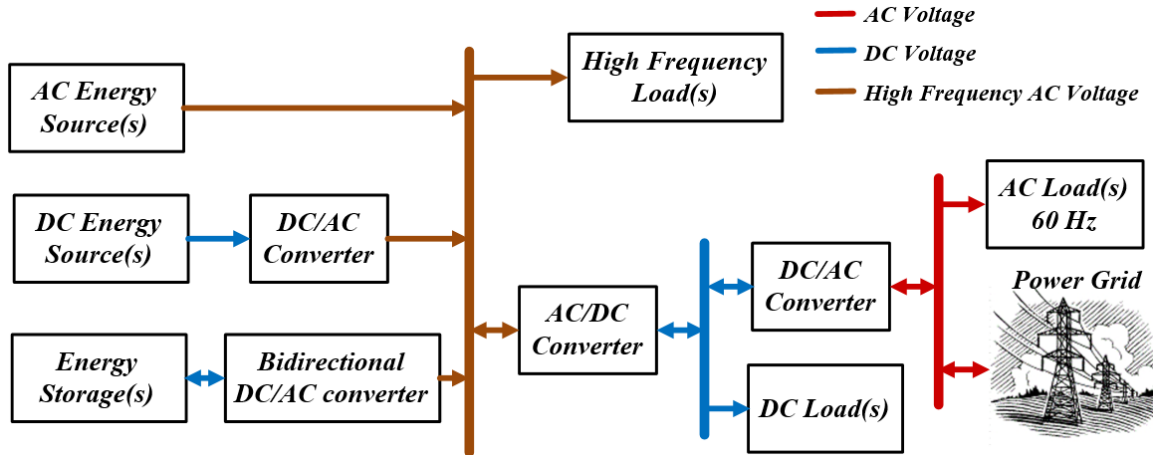 AC Voltage
DC Voltage
High Frequency AC Voltage
High Frequency
Load(s)
AC Energy
Source(s)
DC Energy
Source(s)
DC/AC
Converter
AC Load(s)
60 Hz
Power Grid
DC/AC
Converter
AC/DC
Converter
Energy
Storage(s)
Bidirectional
DC/AC converter
DC Load(s)